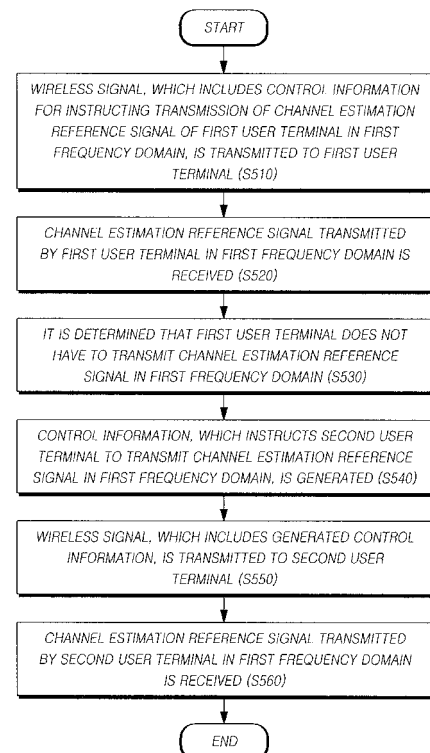 START
WIRELESS SIGNAL, WHICH INCLUDES CONTROL INFORMATION
FOR INSTRUCTING TRANSMISSION OF CHANNEL ESTIMATION
REFERENCE SIGNAL OF FIRST USER TERMINAL IN FIRST
FREQUENCY DOMAIN, IS TRANSMITTED TO FIRST USER
TERMINAL (S510)
CHANNEL ESTIMATION REFERENCE SIGNAL TRANSMITTED
BY FIRST USER TERMINAL IN FIRST FREQUENCY DOMAIN IS
RECEIVED (S520)
IT IS DETERMINED THAT FIRST USER TERMINAL DOES NOT
HAVE TO TRANSMIT CHANNEL ESTIMATION REFERENCE
SIGNAL IN FIRST FREQUENCY DOMAIN (S530)
CONTROL INFORMATION, WHICH INSTRUCTS SECOND USER
TERMINAL TO TRANSMIT CHANNEL ESTIMATION REFERENCE
SIGNAL IN FIRST FREQUENCY DOMAIN, IS GENERATED (S540)
WIRELESS SIGNAL, WHICH INCLUDES GENERATED CONTROL
INFORMATION, IS TRANSMITTED TO SECOND USER
TERMINAL (S550)
CHANNEL ESTIMATION REFERENCE SIGNAL TRANSMITTED
BY SECOND USER TERMINAL IN FIRST FREQUENCY DOMAIN
IS RECEIVED (S560)
END